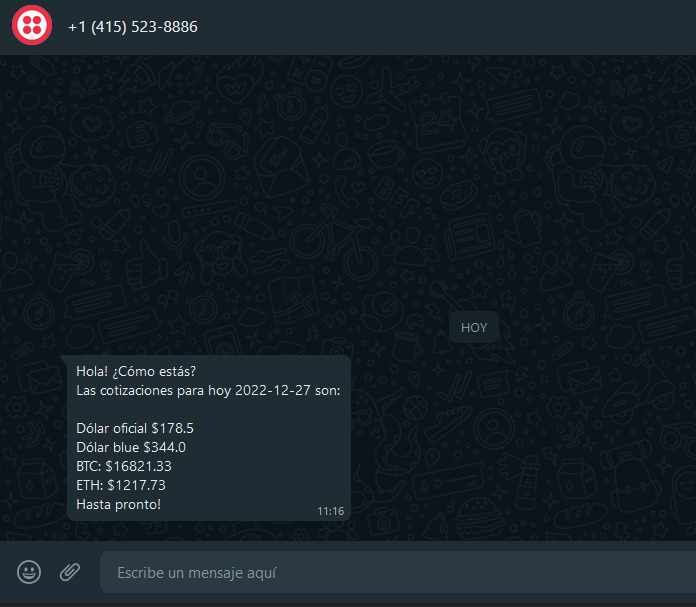 +1 (415) 523-8886
HOY
Hola! ¿Cómo estás?
Las cotizaciones para hoy 2022-12-27 son:
Dólar oficial $178.5
Dólar blue $344.0
BTC: $16821.33
ETH: $1217.73
Hasta pronto!
11:16
Escribe un mensaje aquí